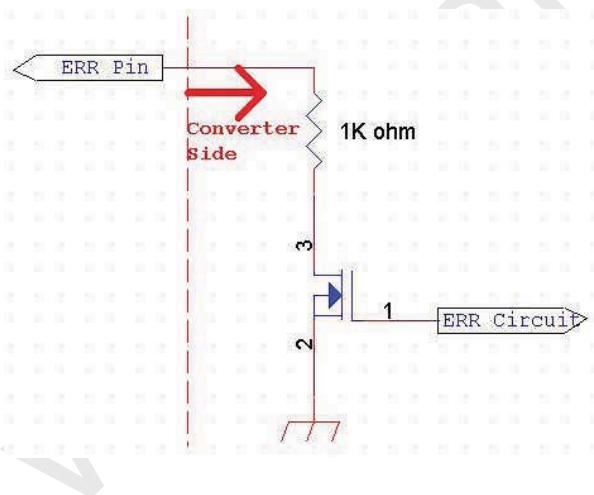 ERR Pin
Converter
Side
1K ohm
3
1
ERR Circuit
2